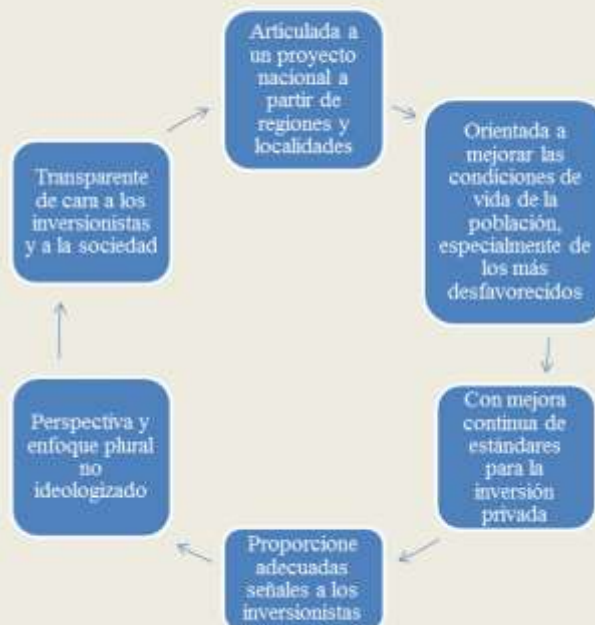 Articulada a
un proyecto
nacional a
partir de
regiones y
localidades
Orientada a
mejorar las
condiciones de
vida de la
población,
especialmente de
los más
desfavorecidos
Con mejora
continua de
estándares
para la
inversión
privada
Proporcione
adecuadas
señales a los
inversionistas
Perspectiva y
enfoque plural
no
ideologizado
Transparente
de cara a los
inversionistas
y a la sociedad